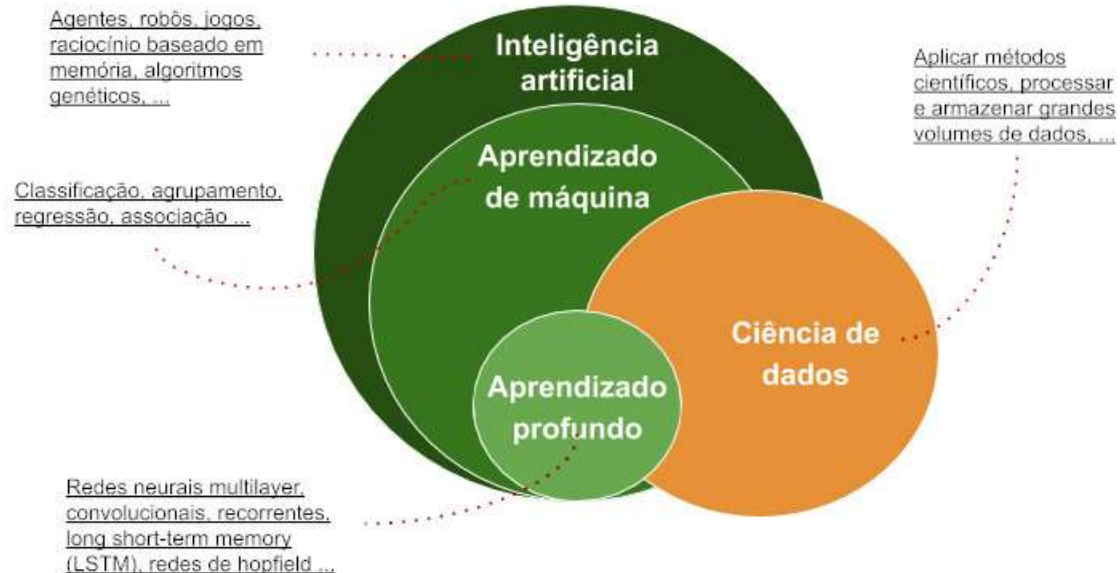 Agentes, robôs, jogos,
raciocínio baseado em
memória, algoritmos
genéticos, ...
Inteligência
artificial
Aplicar métodos
científicos, processar
e armazenar grandes
volumes de dados, ...
Aprendizado
de máquina
Classificação, agrupamento,
regressão, associação ...
Ciência de
dados
Aprendizado
profundo
Redes neurais multilayer,
convolucionais, recorrentes,
long short-term memory
(LSTM), redes de hopfield ...